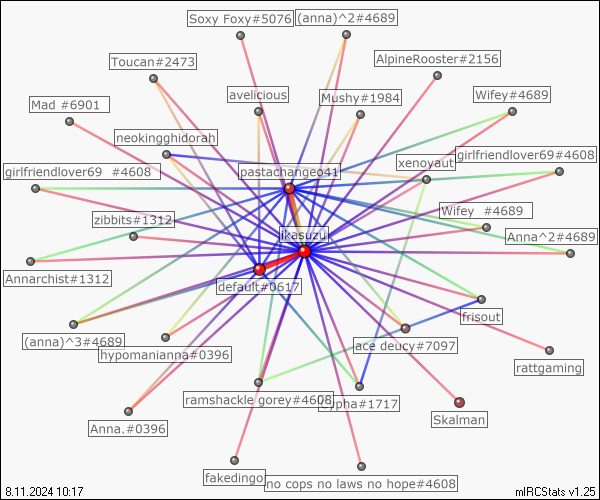 Soxy Foxy#5076
(anna)^2#4689
Toucan#2473
AlpineRooster#2156
avelicious
Mushy#1984
Wifey#4689
Mad #6901
neokingghidorah
girlfriendlover69  #4608
pastachangeo41
xenoyaut
girlfriendlover69#4608
zibbits#1312
Wifey  #4689
ikasuzu
Anna^2#4689
Annarchist#1312
default#0617
frisout
(anna)^3#4689
hypomanianna#0396
ace deucy#7097
rattgaming
ramshackle gorey#4608
#1717
Anna.#0396
Skalman
fakedingo
no cops no laws no hope#4608
8.11.2024 10:17
mIRCStats v1.25